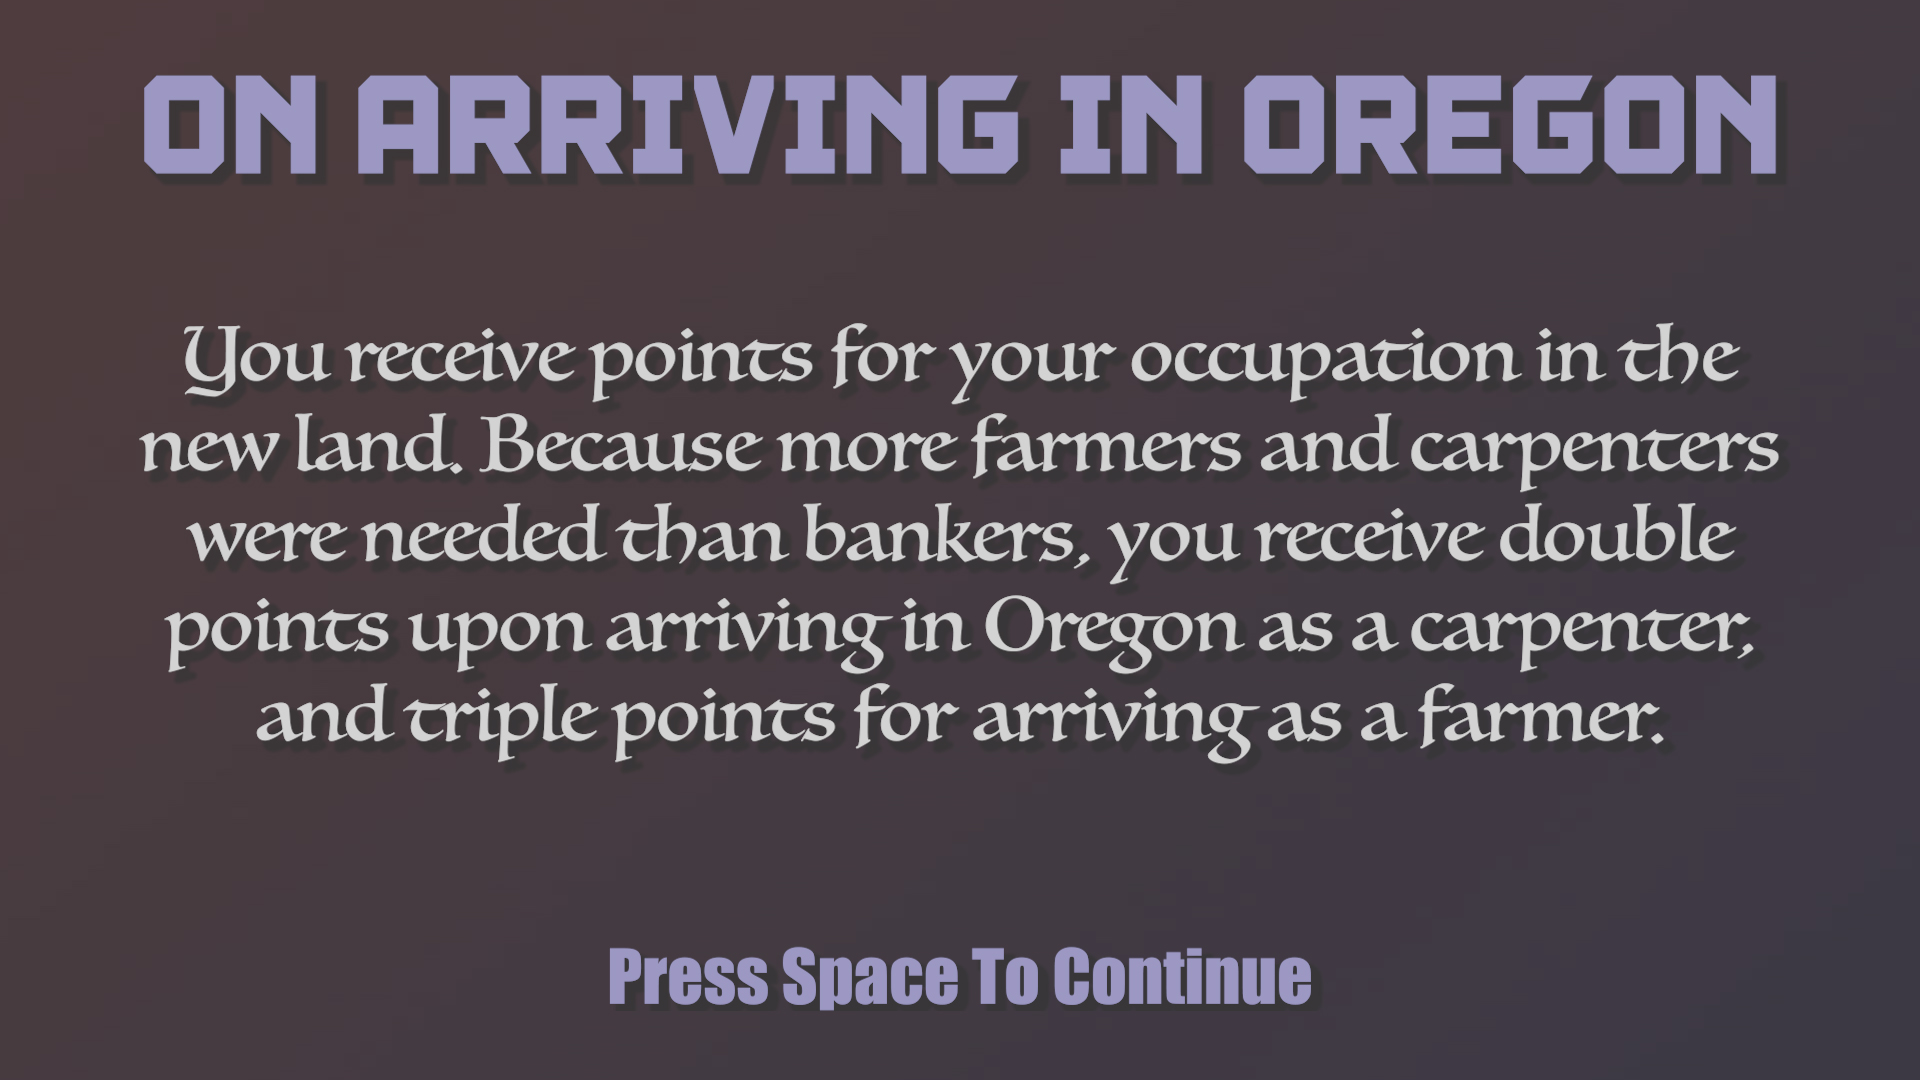 ON ARRIVING IN OREGON
You receive points for your occupation in the
new land. Because more farmers and carpenters
were needed than bankers, you receive double
points upon arriving in Oregon as a carpenter,
and triple points for arriving as a farmer.
Press Space To Continue